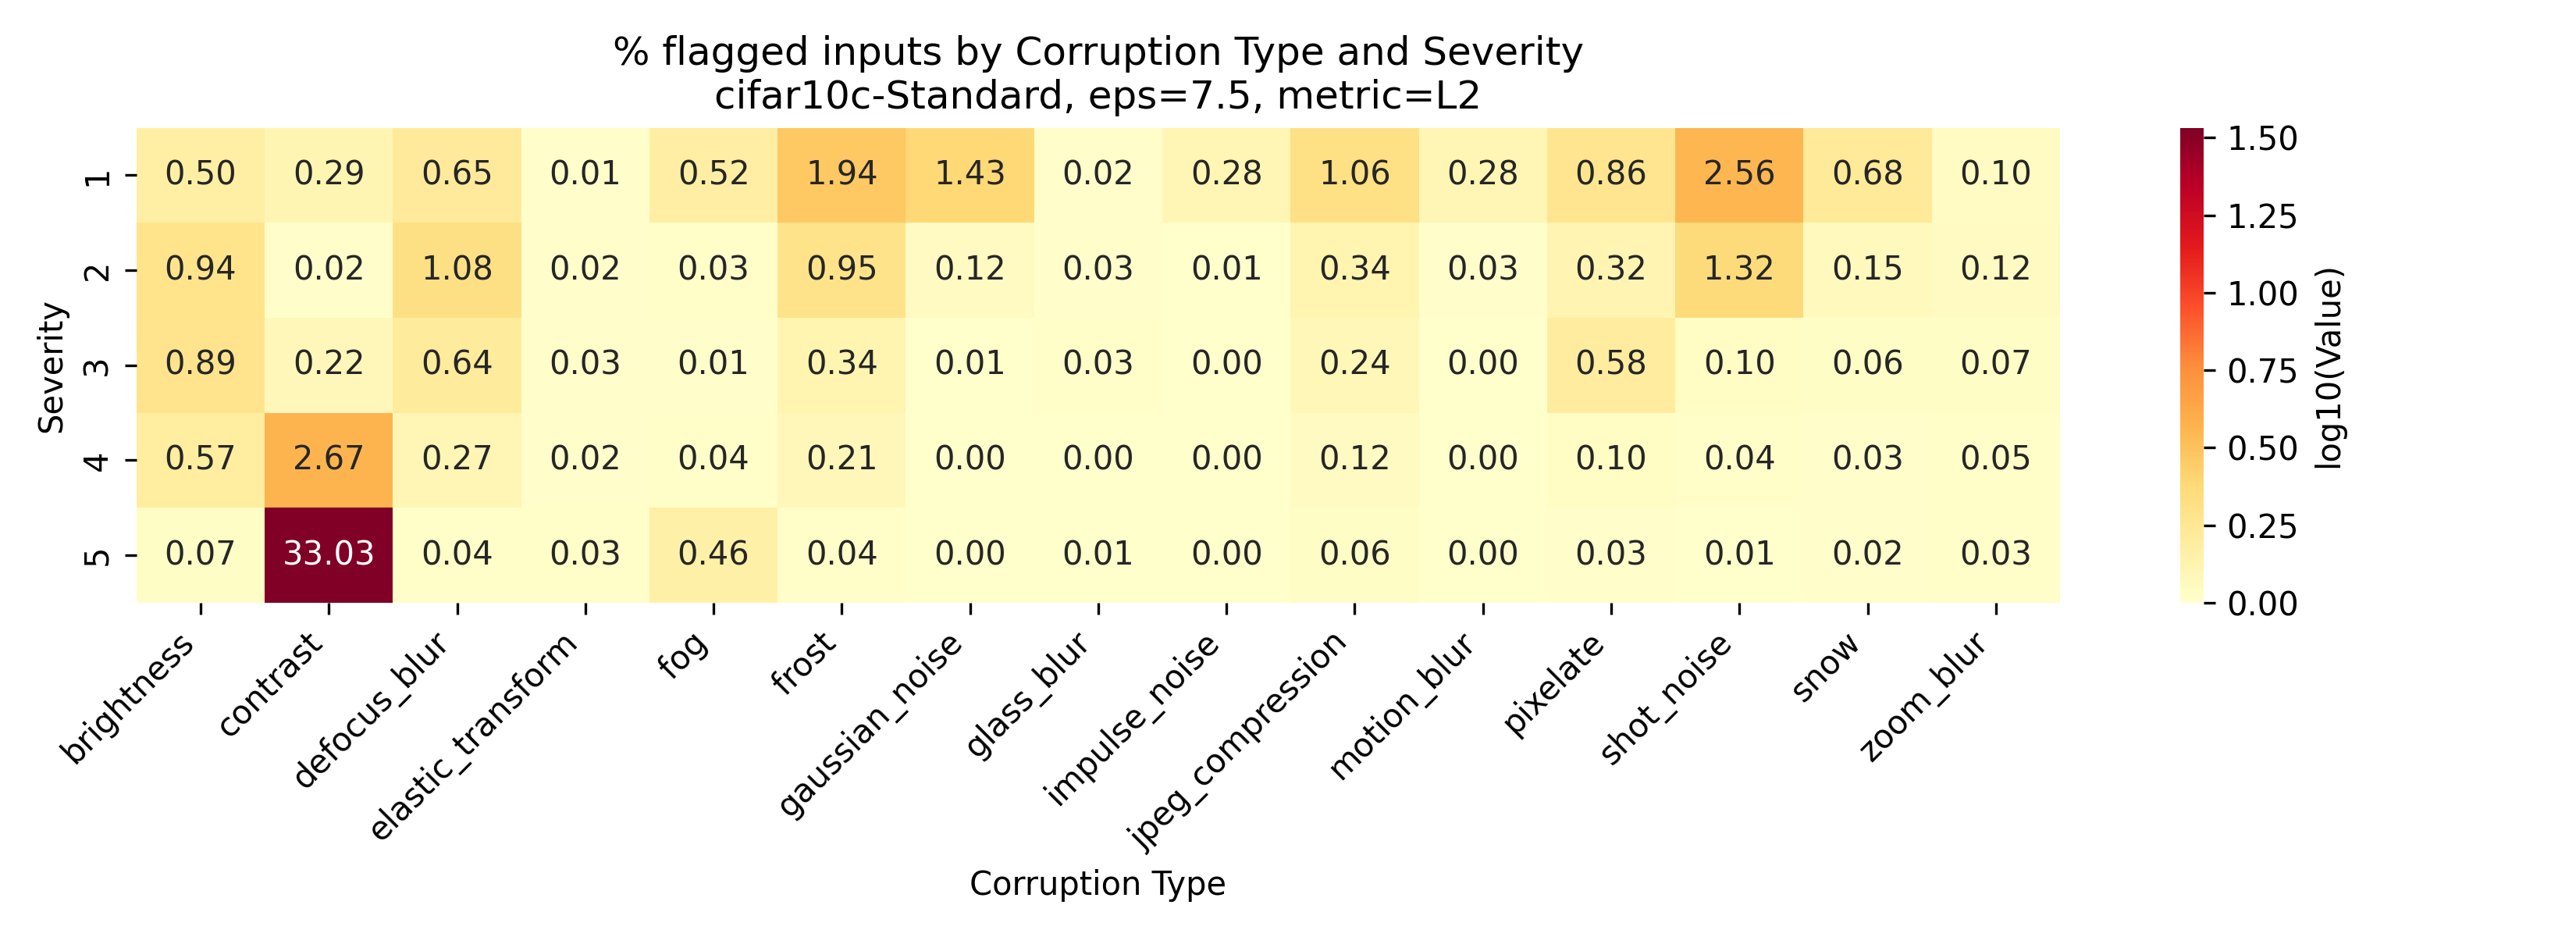 % flagged inputs by Corruption Type and Severity
cifar10c-Standard, eps=7.5, metric=L2
Severity
1 0.50 0.29 0.65 0.01 0.52 1.94 1.43 0.02 0.28 1.06 0.28 0.86 2.56 0.68 0.10
2 0.94 0.02 1.08 0.02 0.03 0.95 0.12 0.03 0.01 0.34 0.03 0.32 1.32 0.15 0.12
3 0.89 0.22 0.64 0.03 0.01 0.34 0.01 0.03 0.00 0.24 0.00 0.58 0.10 0.06 0.07
4 0.57 2.67 0.27 0.02 0.04 0.21 0.00 0.00 0.00 0.12 0.00 0.10 0.04 0.03 0.05
5 0.07 33.03 0.04 0.03 0.46 0.04 0.00 0.01 0.00 0.06 0.00 0.03 0.01 0.02 0.03
brightness
contrast
defocus_blur
elastic_transform
fog
frost
gaussian_noise
glass_blur
impulse_noise
jpeg_compression
motion_blur
pixelate
shot_noise
snow
zoom_blur
Corruption Type
1.50
1.25
1.00
0.75
0.50
0.25
0.00
log10(Value)